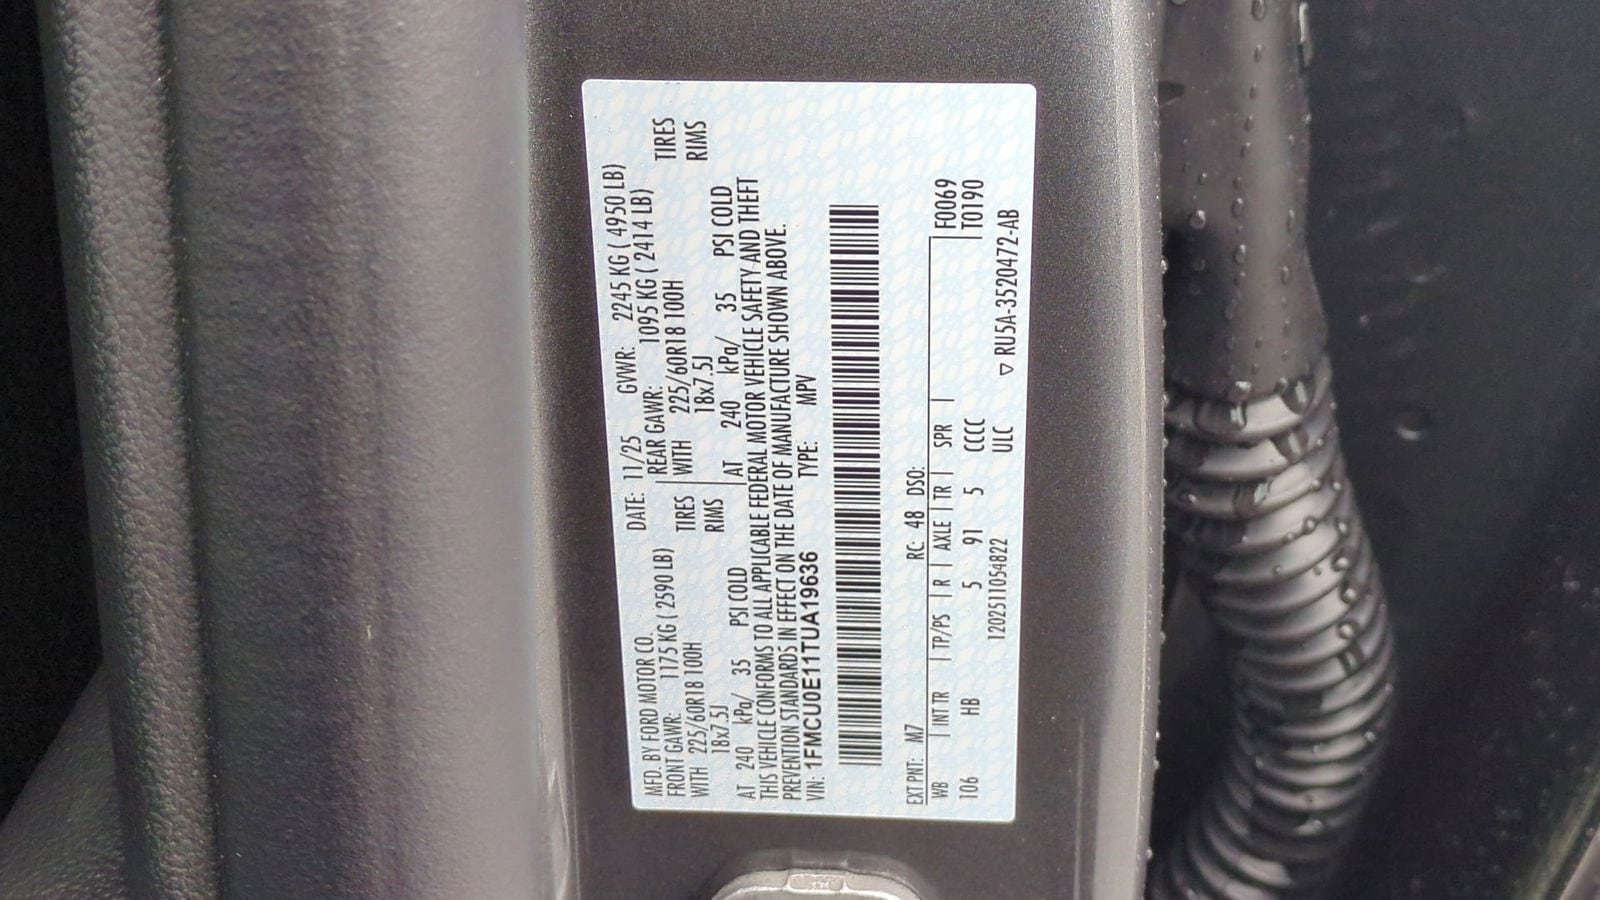 MFD. BY FORD MOTOR CO.
DATE: 11/25 GVWR: 2245 KG ( 4950 LB)
FRONT GAWR: 1175 KG ( 2590 LB)
REAR GAWR: 1095 KG ( 2414 LB)
WITH 225/60R18 100H TIRES
WITH 225/60R18 100H TIRES
18x7.5J RIMS
18x7.5J RIMS
AT 240 kPa/ 35 PSI COLD
AT 240 kPa/ 35 PSI COLD
THIS VEHICLE CONFORMS TO ALL APPLICABLE FEDERAL MOTOR VEHICLE SAFETY AND THEFT
PREVENTION STANDARDS IN EFFECT ON THE DATE OF MANUFACTURE SHOWN ABOVE.
VIN: 1FMCU0E11TUA19636 TYPE: MPV
EXT PNT: M7 RC: 48 DSO: F0069
WB INT TR TP/PS R AXLE TR SPR T0190
106 HB 5 91 5 CCCC
1202511054822 ULC ▽ RU5A-3520472-AB